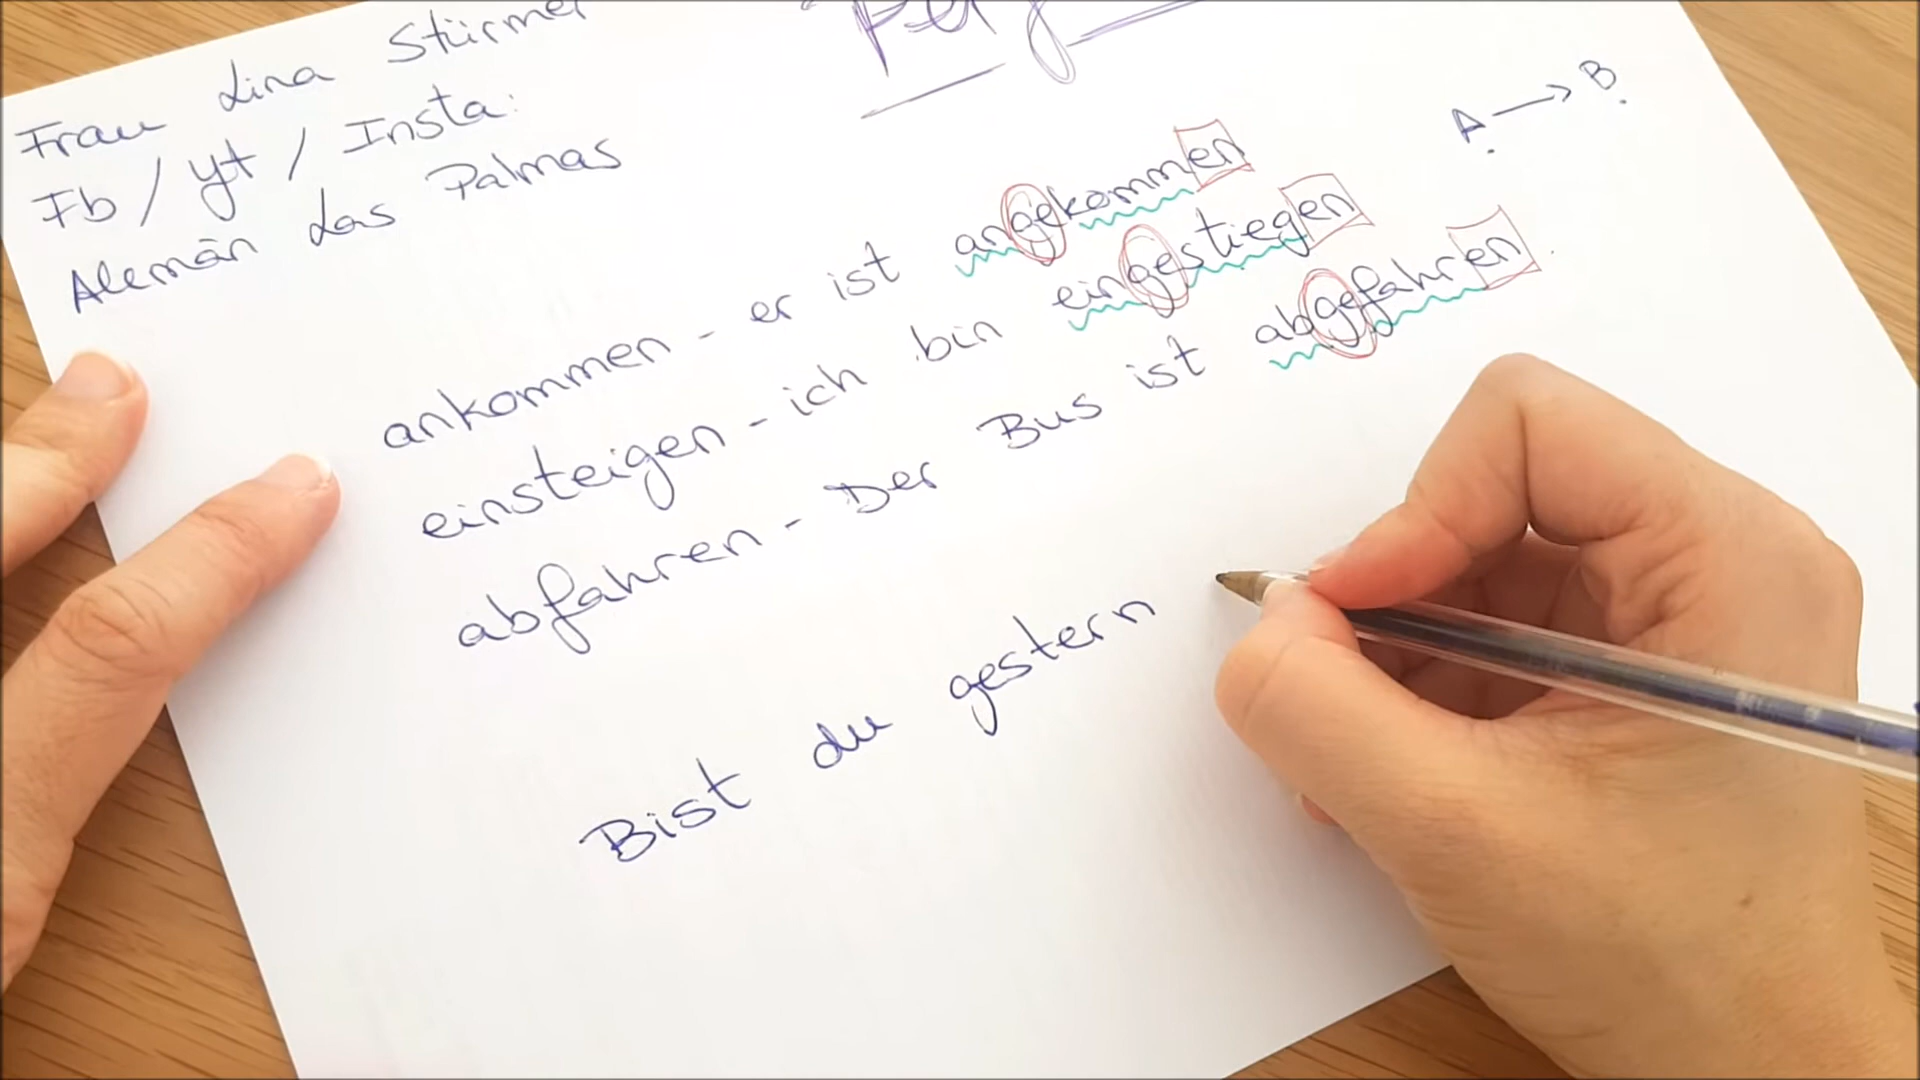 Frau Lina Stürmer
Fb / yt / Insta:
Alemán Las Palmas
A. → B.
ankommen - er ist angekommen
einsteigen - ich bin eingestiegen
abfahren - Der Bus ist abgefahren.
Bist du gestern